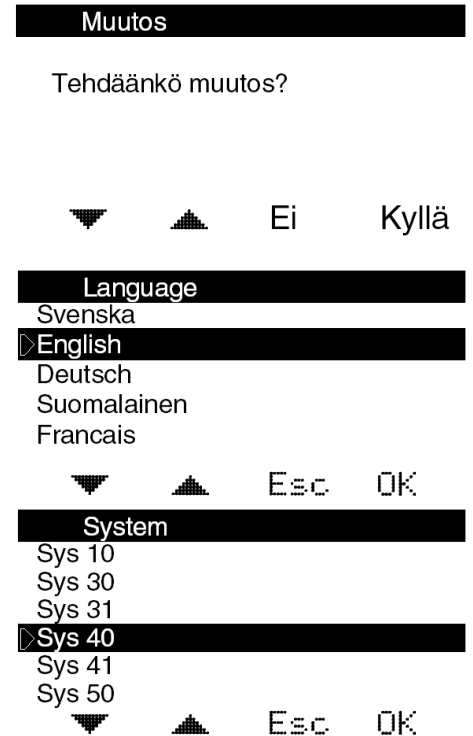 Muutos
Tehdäänkö muutos?
Ei Kyllä
Language
Svenska
English
Deutsch
Suomalainen
Francais
Esc OK
System
Sys 10
Sys 30
Sys 31
Sys 40
Sys 41
Sys 50
Esc OK